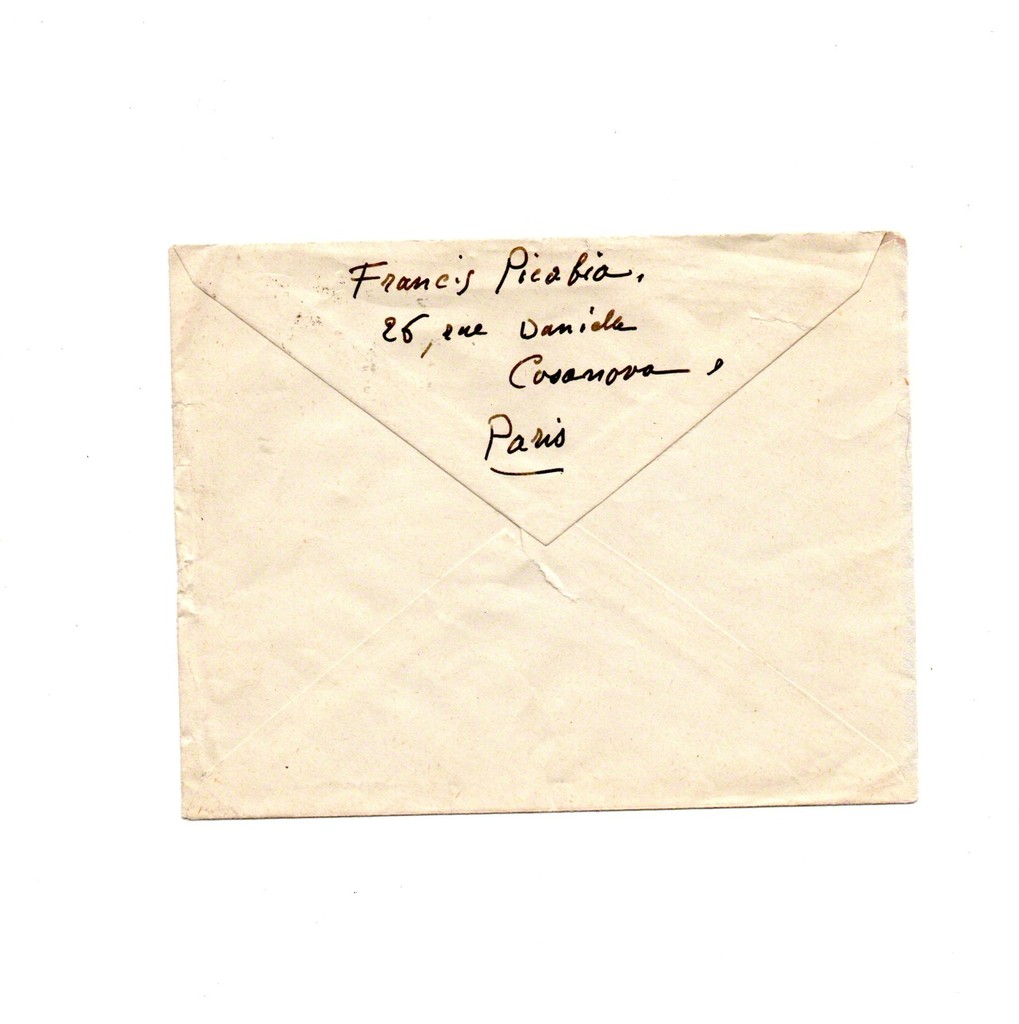 Francis Picabia.
26, rue Danielle
Casanova,
Paris